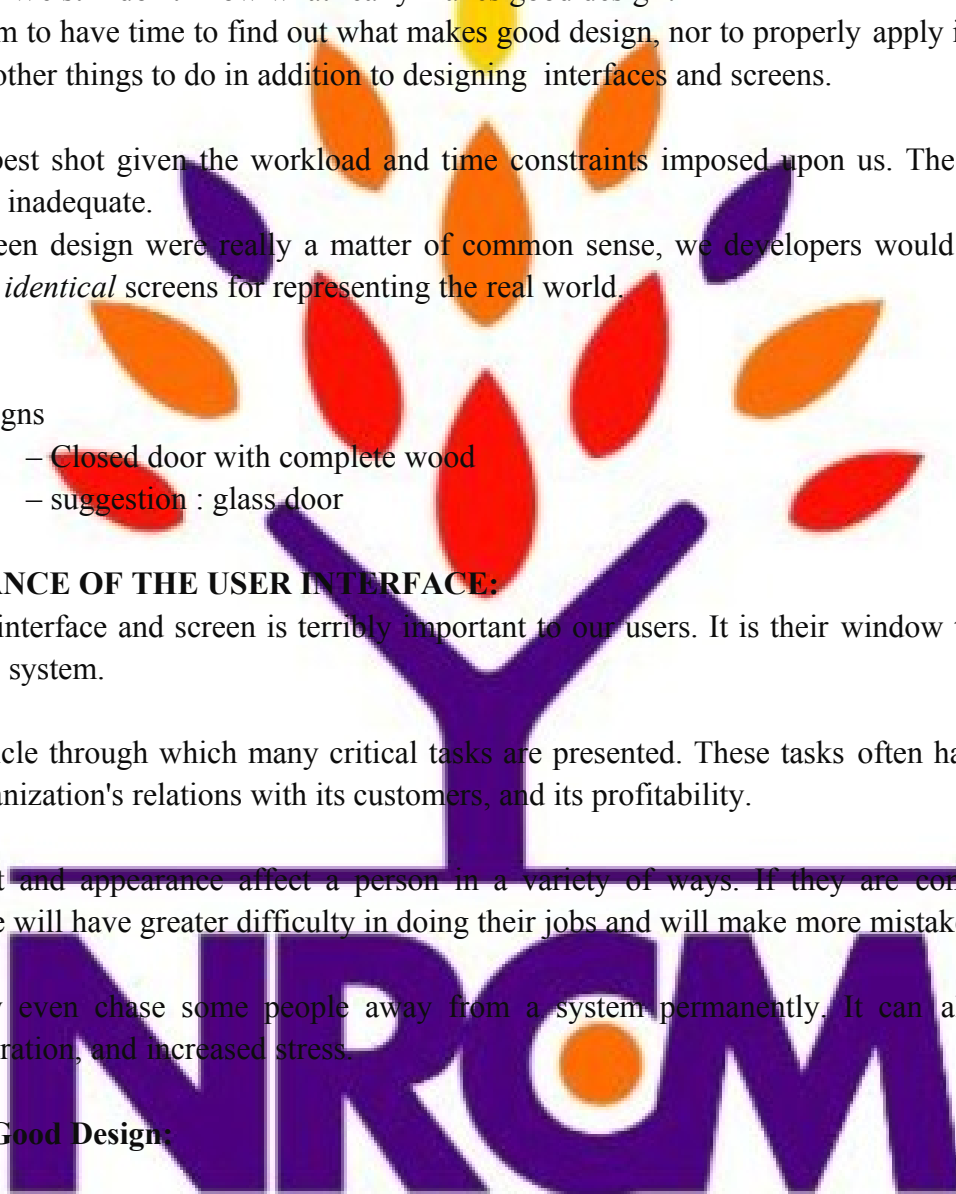 m to have time to find out what makes good design, nor to properly apply i
other things to do in addition to designing interfaces and screens.
best shot given the workload and time constraints imposed upon us. The
inadequate.
een design were really a matter of common sense, we developers would
identical screens for representing the real world.
gns
– Closed door with complete wood
– suggestion : glass door
ANCE OF THE USER INTERFACE:
interface and screen is terribly important to our users. It is their window
system.
cle through which many critical tasks are presented. These tasks often ha
anization's relations with its customers, and its profitability.
t and appearance affect a person in a variety of ways. If they are con
e will have greater difficulty in doing their jobs and will make more mistake
y even chase some people away from a system permanently. It can a
ration, and increased stress.
Good Design:
NRCM